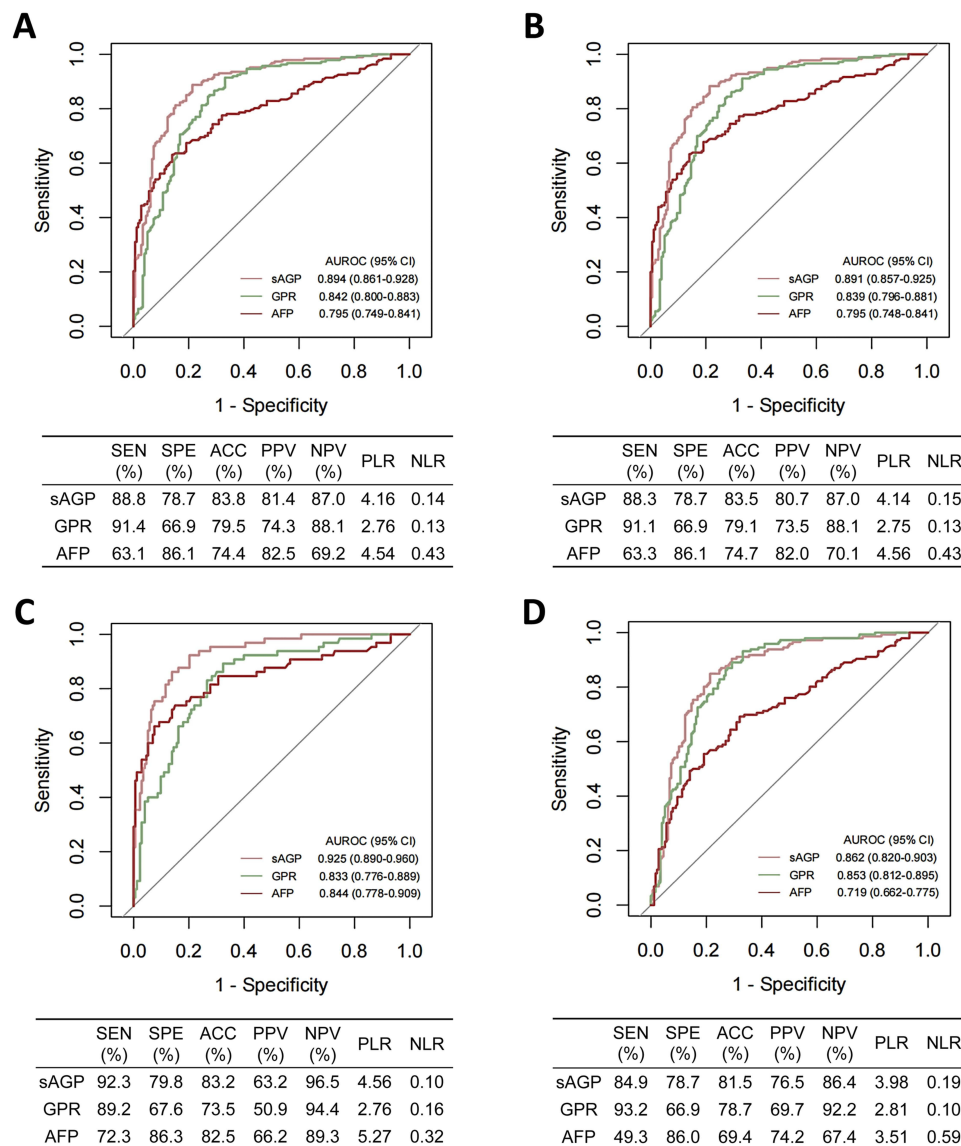 A
1.0
0.8
0.6
0.4
0.2
0.0
Sensitivity
AUROC (95% CI)
sAGP 0.894 (0.861-0.928)
GPR 0.842 (0.800-0.883)
AFP 0.795 (0.749-0.841)
0.0 0.2 0.4 0.6 0.8 1.0
1 - Specificity
SEN (%) SPE (%) ACC (%) PPV (%) NPV (%) PLR NLR
sAGP 88.8 78.7 83.8 81.4 87.0 4.16 0.14
GPR 91.4 66.9 79.5 74.3 88.1 2.76 0.13
AFP 63.1 86.1 74.4 82.5 69.2 4.54 0.43
B
1.0
0.8
0.6
0.4
0.2
0.0
Sensitivity
AUROC (95% CI)
sAGP 0.891 (0.857-0.925)
GPR 0.839 (0.796-0.881)
AFP 0.795 (0.748-0.841)
0.0 0.2 0.4 0.6 0.8 1.0
1 - Specificity
SEN (%) SPE (%) ACC (%) PPV (%) NPV (%) PLR NLR
sAGP 88.3 78.7 83.5 80.7 87.0 4.14 0.15
GPR 91.1 66.9 79.1 73.5 88.1 2.75 0.13
AFP 63.3 86.1 74.7 82.0 70.1 4.56 0.43
C
1.0
0.8
0.6
0.4
0.2
0.0
Sensitivity
AUROC (95% CI)
sAGP 0.925 (0.890-0.960)
GPR 0.833 (0.776-0.889)
AFP 0.844 (0.778-0.909)
0.0 0.2 0.4 0.6 0.8 1.0
1 - Specificity
SEN (%) SPE (%) ACC (%) PPV (%) NPV (%) PLR NLR
sAGP 92.3 79.8 83.2 63.2 96.5 4.56 0.10
GPR 89.2 67.6 73.5 50.9 94.4 2.76 0.16
AFP 72.3 86.3 82.5 66.2 89.3 5.27 0.32
D
1.0
0.8
0.6
0.4
0.2
0.0
Sensitivity
AUROC (95% CI)
sAGP 0.862 (0.820-0.903)
GPR 0.853 (0.812-0.895)
AFP 0.719 (0.662-0.775)
0.0 0.2 0.4 0.6 0.8 1.0
1 - Specificity
SEN (%) SPE (%) ACC (%) PPV (%) NPV (%) PLR NLR
sAGP 84.9 78.7 81.5 76.5 86.4 3.98 0.19
GPR 93.2 66.9 78.7 69.7 92.2 2.81 0.10
AFP 49.3 86.0 69.4 74.2 67.4 3.51 0.59